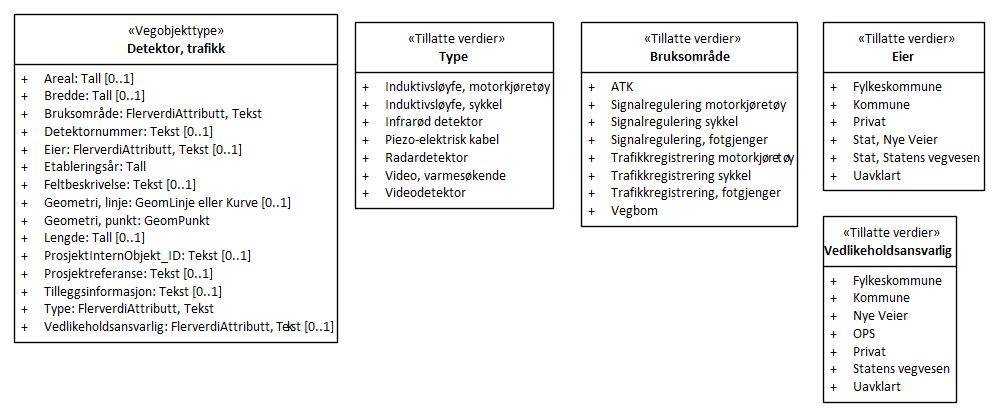 «Vegobjekttype»
Detektor, trafikk
+ Areal: Tall [0..1]
+ Bredde: Tall [0..1]
+ Bruksområde: FlerverdiAttributt, Tekst
+ Detektornummer: Tekst [0..1]
+ Eier: FlerverdiAttributt, Tekst [0..1]
+ Etableringsår: Tall
+ Feltbeskrivelse: Tekst [0..1]
+ Geometri, linje: GeomLinje eller Kurve [0..1]
+ Geometri, punkt: GeomPunkt
+ Lengde: Tall [0..1]
+ ProsjektInternObjekt_ID: Tekst [0..1]
+ Prosjektreferanse: Tekst [0..1]
+ Tilleggsinformasjon: Tekst [0..1]
+ Type: FlerverdiAttributt, Tekst
+ Vedlikeholdsansvarlig: FlerverdiAttributt, Tekst [0..1]
«Tillatte verdier»
Type
+ Induktivsløyfe, motorkjøretøy
+ Induktivsløyfe, sykkel
+ Infrarød detektor
+ Piezo-elektrisk kabel
+ Radardetektor
+ Video, varmesøkende
+ Videodetektor
«Tillatte verdier»
Bruksområde
+ ATK
+ Signalregulering motorkjøretøy
+ Signalregulering sykkel
+ Signalregulering, fotgjenger
+ Trafikkregistrering motorkjøretøy
+ Trafikkregistrering sykkel
+ Trafikkregistrering, fotgjenger
+ Vegbom
«Tillatte verdier»
Eier
+ Fylkeskommune
+ Kommune
+ Privat
+ Stat, Nye Veier
+ Stat, Statens vegvesen
+ Uavklart
«Tillatte verdier»
Vedlikeholdsansvarlig
+ Fylkeskommune
+ Kommune
+ Nye Veier
+ OPS
+ Privat
+ Statens vegvesen
+ Uavklart